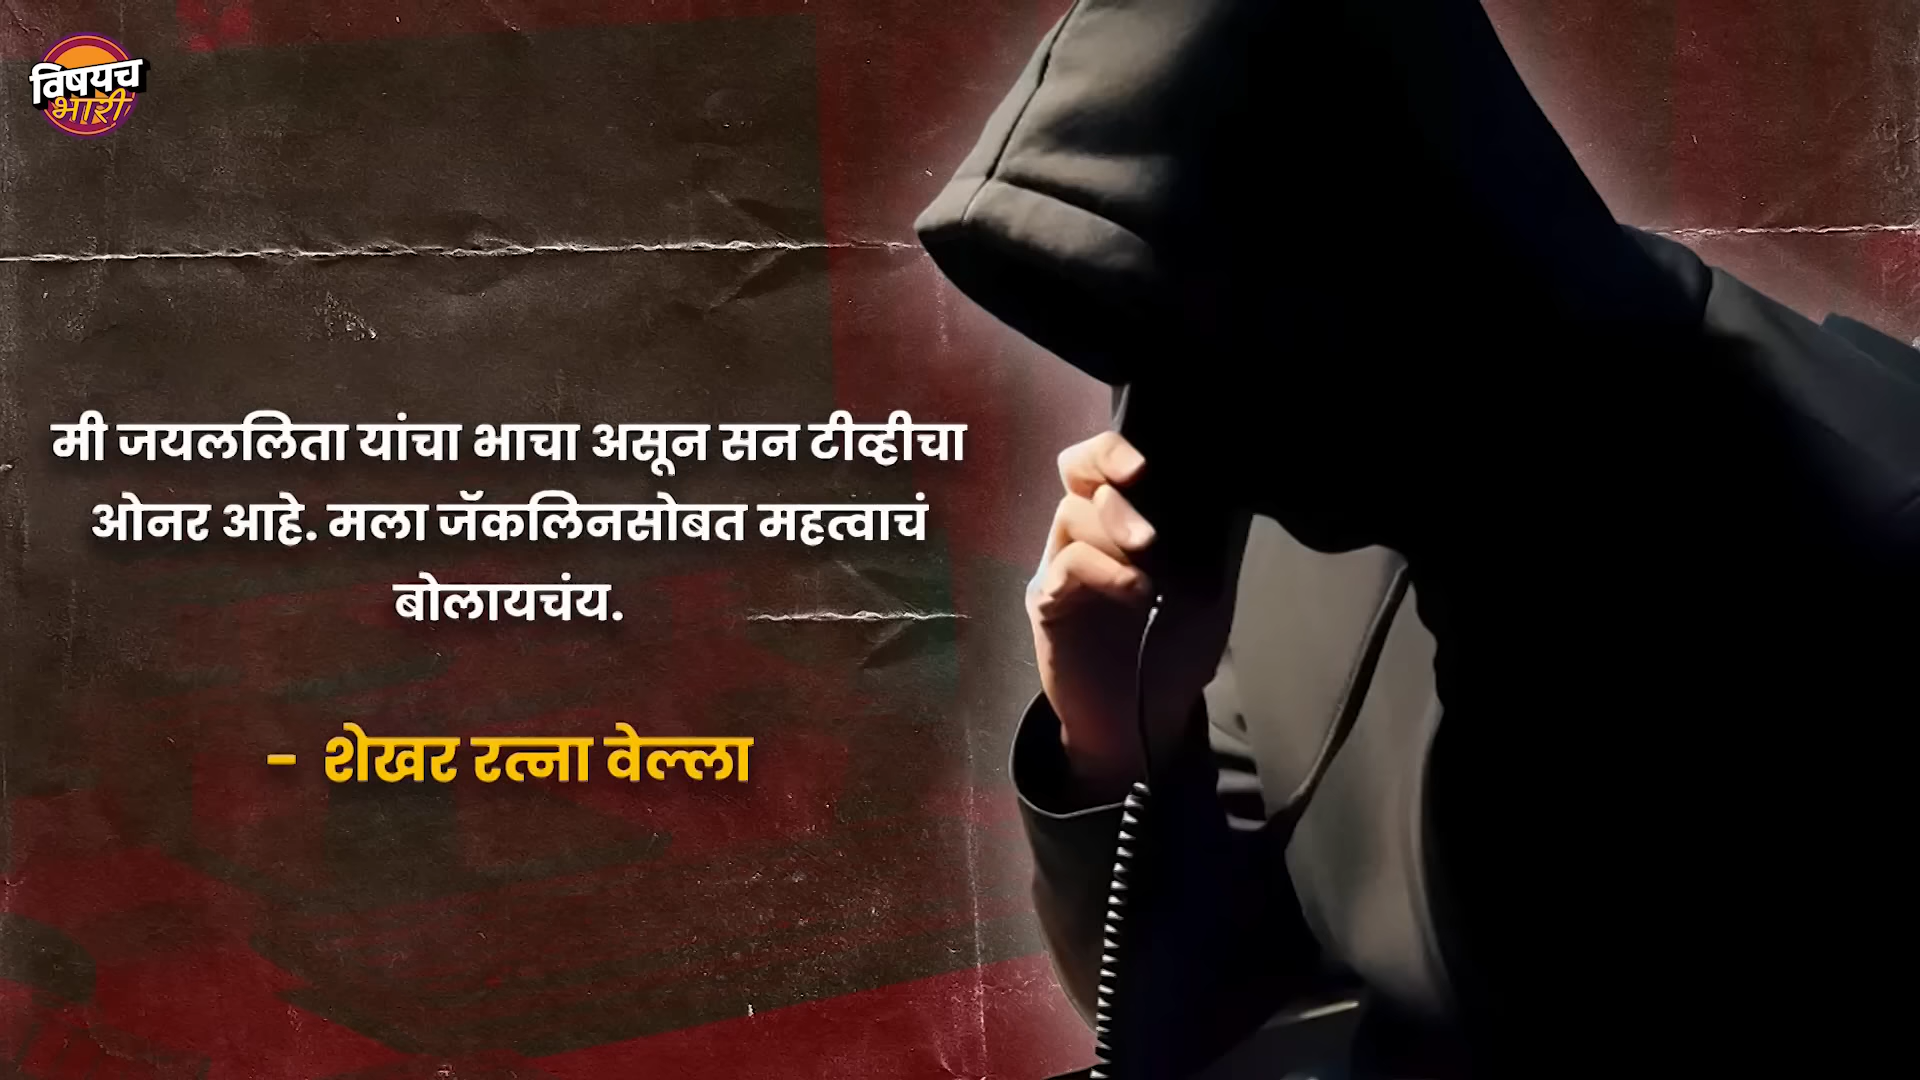 विषयच
भारी
मी जयललिता यांचा भाचा असून सन टीव्हीचा
ओनर आहे. मला जॅकलिनसोबत महत्वाचं
बोलायचंय.
- शेखर रत्ना वेल्ला